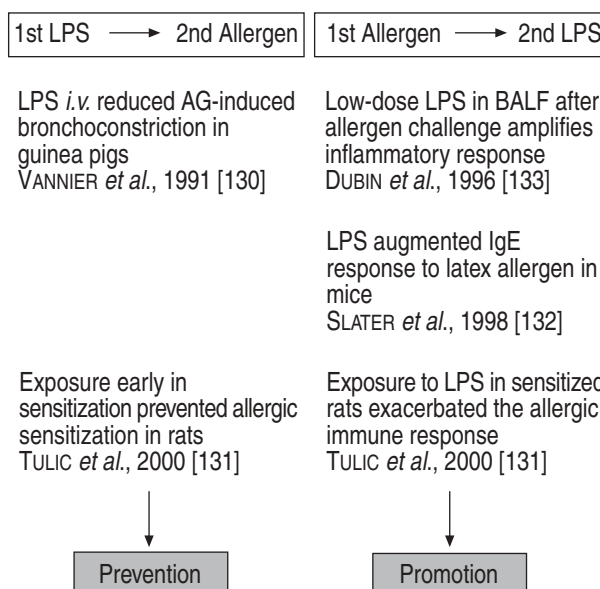 1st LPS → 2nd Allergen
1st Allergen → 2nd LPS
LPS i.v. reduced AG-induced
bronchoconstriction in
guinea pigs
VANNIER et al., 1991 [130]
Low-dose LPS in BALF after
allergen challenge amplifies
inflammatory response
DUBIN et al., 1996 [133]
LPS augmented IgE
response to latex allergen in
mice
SLATER et al., 1998 [132]
Exposure early in
sensitization prevented allergic
sensitization in rats
TULIC et al., 2000 [131]
Exposure to LPS in sensitized
rats exacerbated the allergic
immune response
TULIC et al., 2000 [131]
Prevention
Promotion